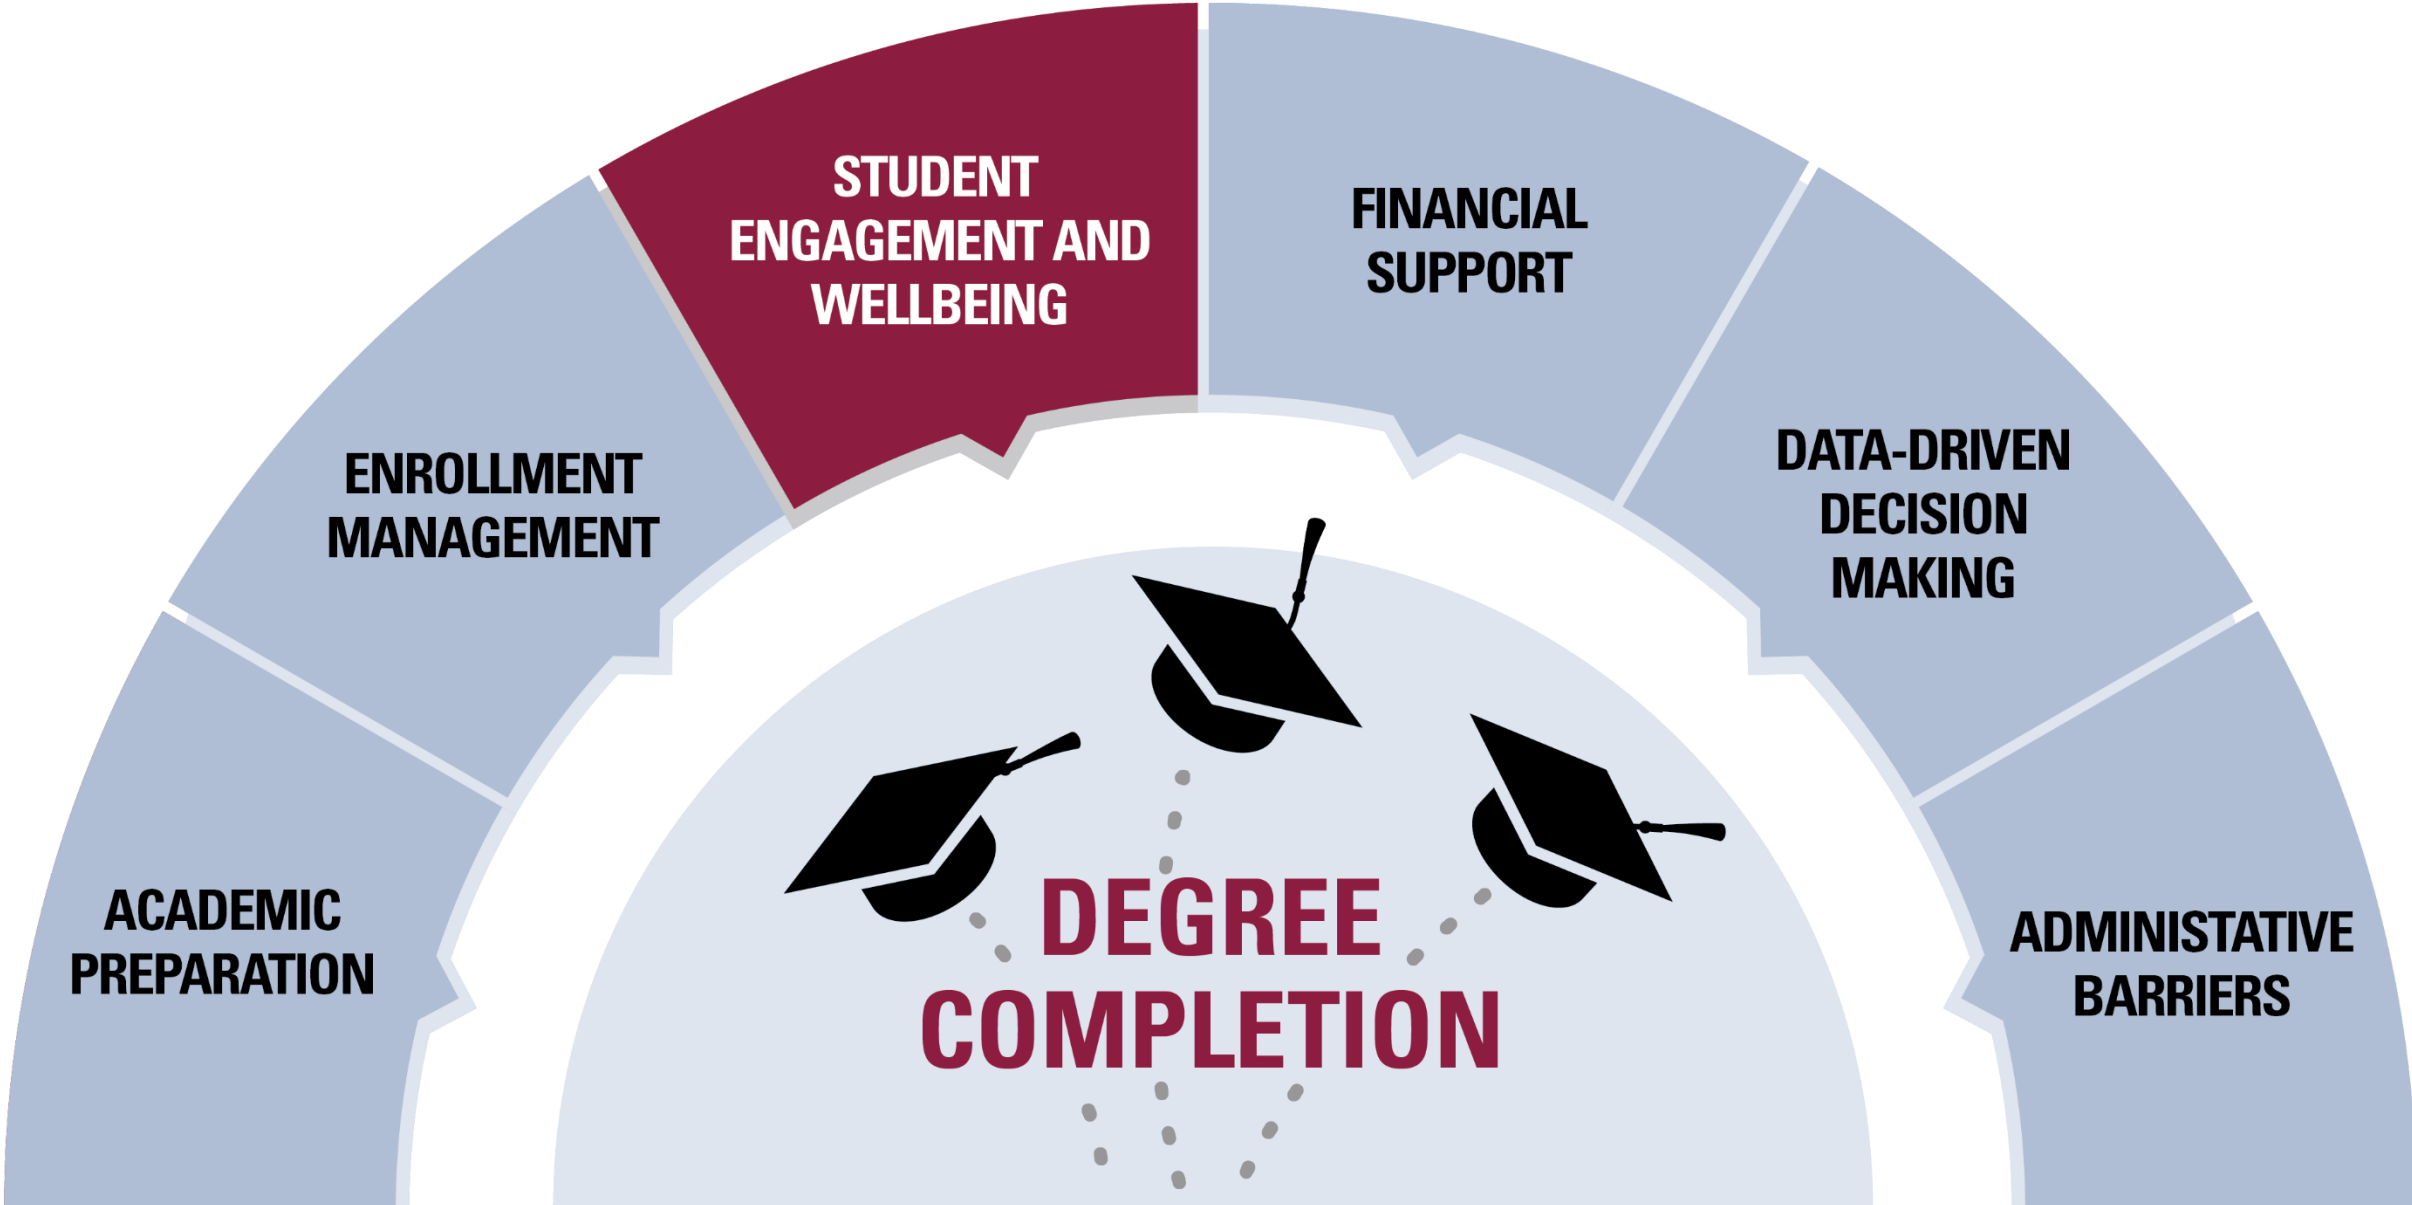 STUDENT
ENGAGEMENT AND
WELLBEING
FINANCIAL
SUPPORT
ENROLLMENT
MANAGEMENT
DATA-DRIVEN
DECISION
MAKING
ACADEMIC
PREPARATION
ADMINISTATIVE
BARRIERS
DEGREE
COMPLETION